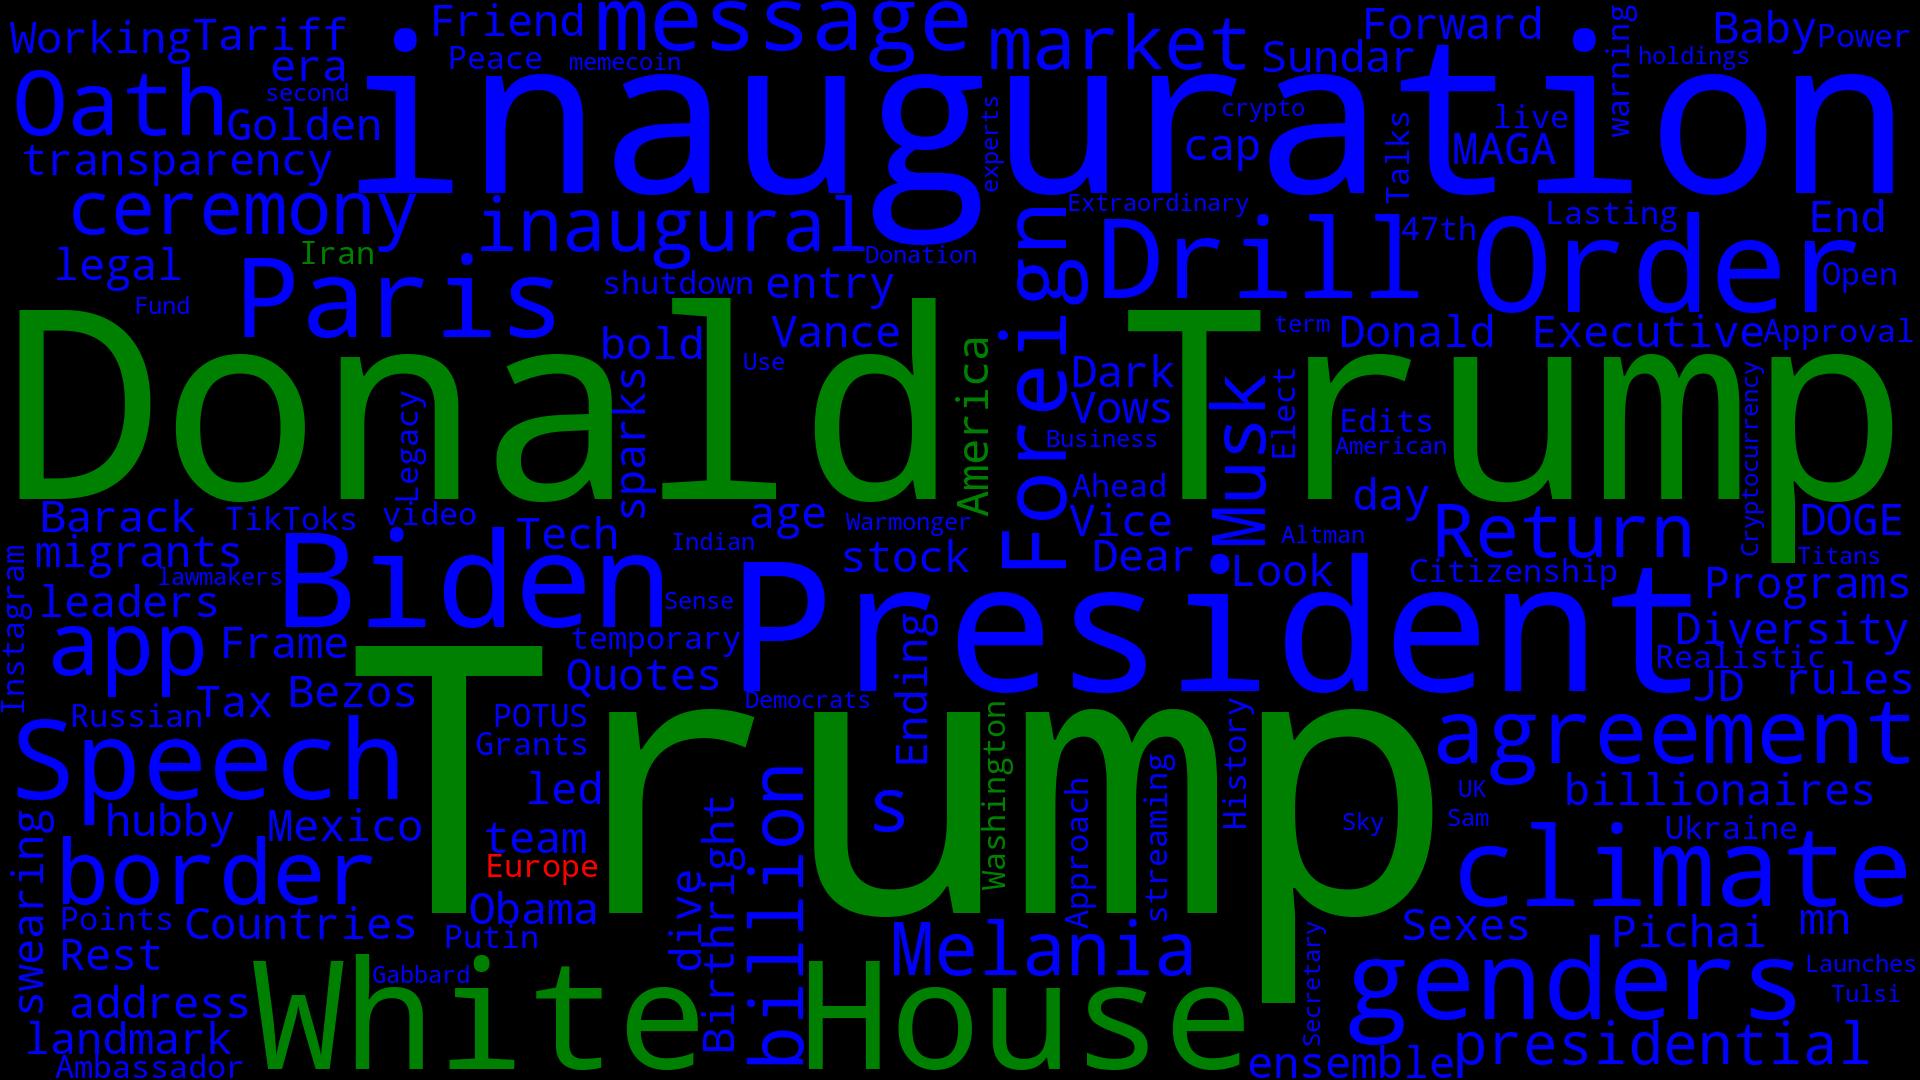 Working Tariff Friend message market Sundar Forward warning Baby Power
Peace memecoin holdings
era second
Oath inauguration
Golden experts crypto cap Talks live MAGA
transparency
ceremony inaugural Extraordinary 47th Lasting End
Iran Donation Drill Order
legal Paris shutdown entry Foreign Open
Fund
Donald Trump
bold Vance Use America term Donald Executive Approval
Dark Vows Musk Elect Edits American
Legacy sparks Business Cryptocurrency
Ahead day
Barack TikToks video Tech age Warmonger Vice Altman Return DOGE
migrants Indian stock Dear Titans
lawmakers Biden Look Citizenship Programs
Instagram leaders Sense President
app Frame temporary Ending Diversity
Quotes Realistic
Tax Bezos Democrats JD rules
Russian POTUS Washington History
Speech Trump agreement
Grants
led s streaming UK billionaires
hubby Mexico team Approach Sky Sam Ukraine
swearing border Europe billion Birthright climate
Points Countries Obama dive
Putin Sexes Pichai mn
Rest Gabbard Melania Secretary genders Launches
address White House Tulsi
landmark presidential
Ambassador ensemble